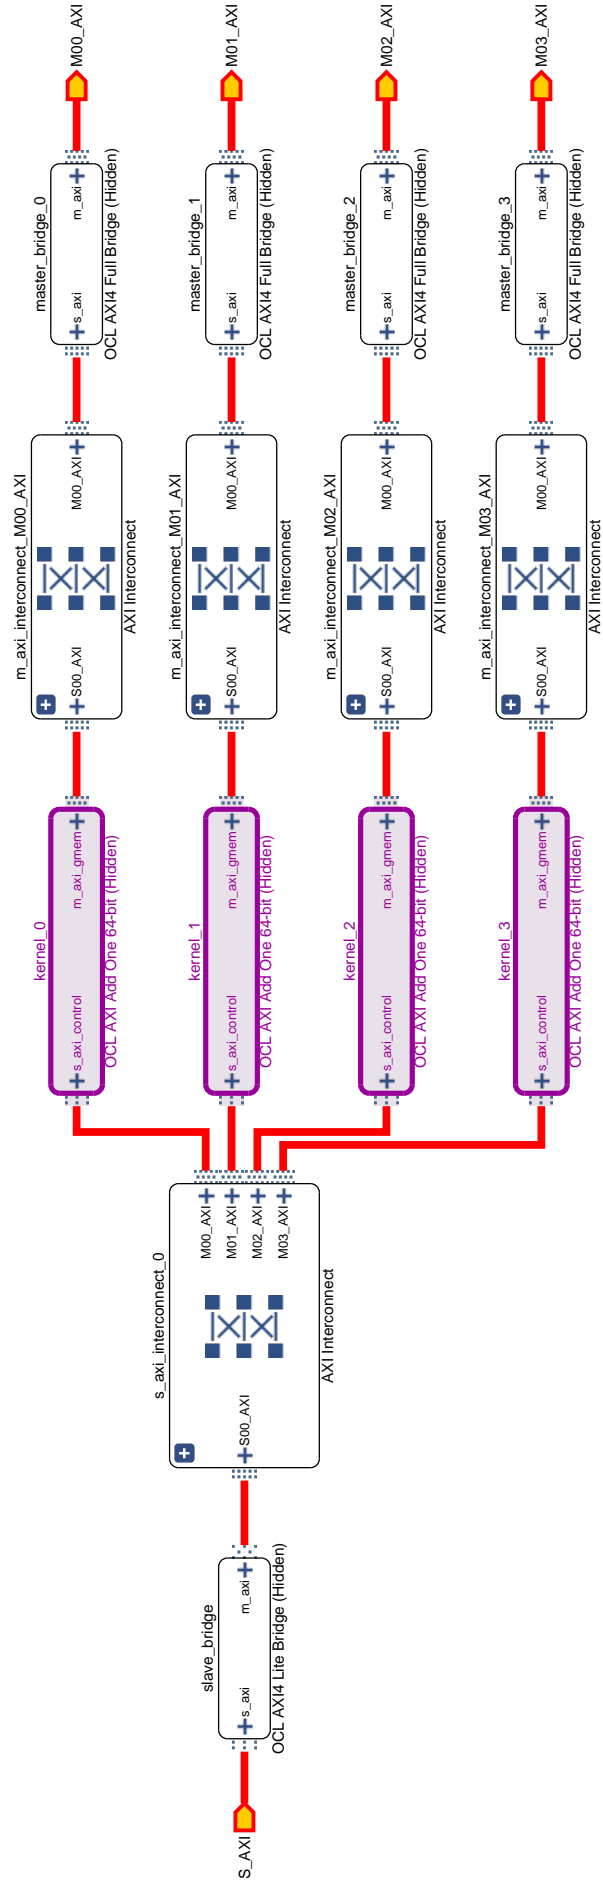 S_AXI
slave_bridge
s_axi
m_axi
OCL AXI4 Lite Bridge (Hidden)
s_axi_interconnect_0
S00_AXI
M00_AXI
M01_AXI
M02_AXI
M03_AXI
AXI Interconnect
kernel_0
s_axi_control
m_axi_gmem
OCL AXI Add One 64-bit (Hidden)
m_axi_interconnect_M00_AXI
S00_AXI
M00_AXI
AXI Interconnect
master_bridge_0
s_axi
m_axi
OCL AXI4 Full Bridge (Hidden)
M00_AXI
kernel_1
s_axi_control
m_axi_gmem
OCL AXI Add One 64-bit (Hidden)
m_axi_interconnect_M01_AXI
S00_AXI
M00_AXI
AXI Interconnect
master_bridge_1
s_axi
m_axi
OCL AXI4 Full Bridge (Hidden)
M01_AXI
kernel_2
s_axi_control
m_axi_gmem
OCL AXI Add One 64-bit (Hidden)
m_axi_interconnect_M02_AXI
S00_AXI
M00_AXI
AXI Interconnect
master_bridge_2
s_axi
m_axi
OCL AXI4 Full Bridge (Hidden)
M02_AXI
kernel_3
s_axi_control
m_axi_gmem
OCL AXI Add One 64-bit (Hidden)
m_axi_interconnect_M03_AXI
S00_AXI
M00_AXI
AXI Interconnect
master_bridge_3
s_axi
m_axi
OCL AXI4 Full Bridge (Hidden)
M03_AXI